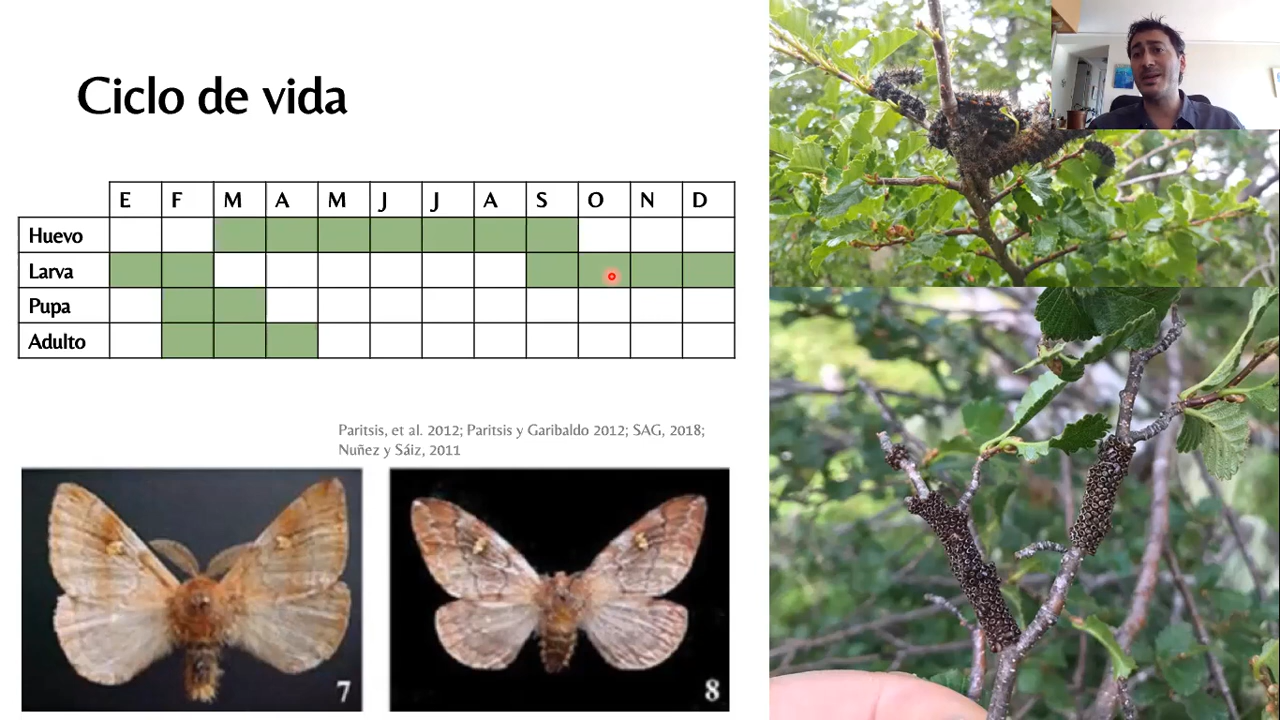 Ciclo de vida
E F M A M J J A S O N D
Huevo
Larva
Pupa
Adulto
Paritsis, et al. 2012; Paritsis y Garibaldo 2012; SAG, 2018;
Nuñez y Sáiz, 2011
7
8